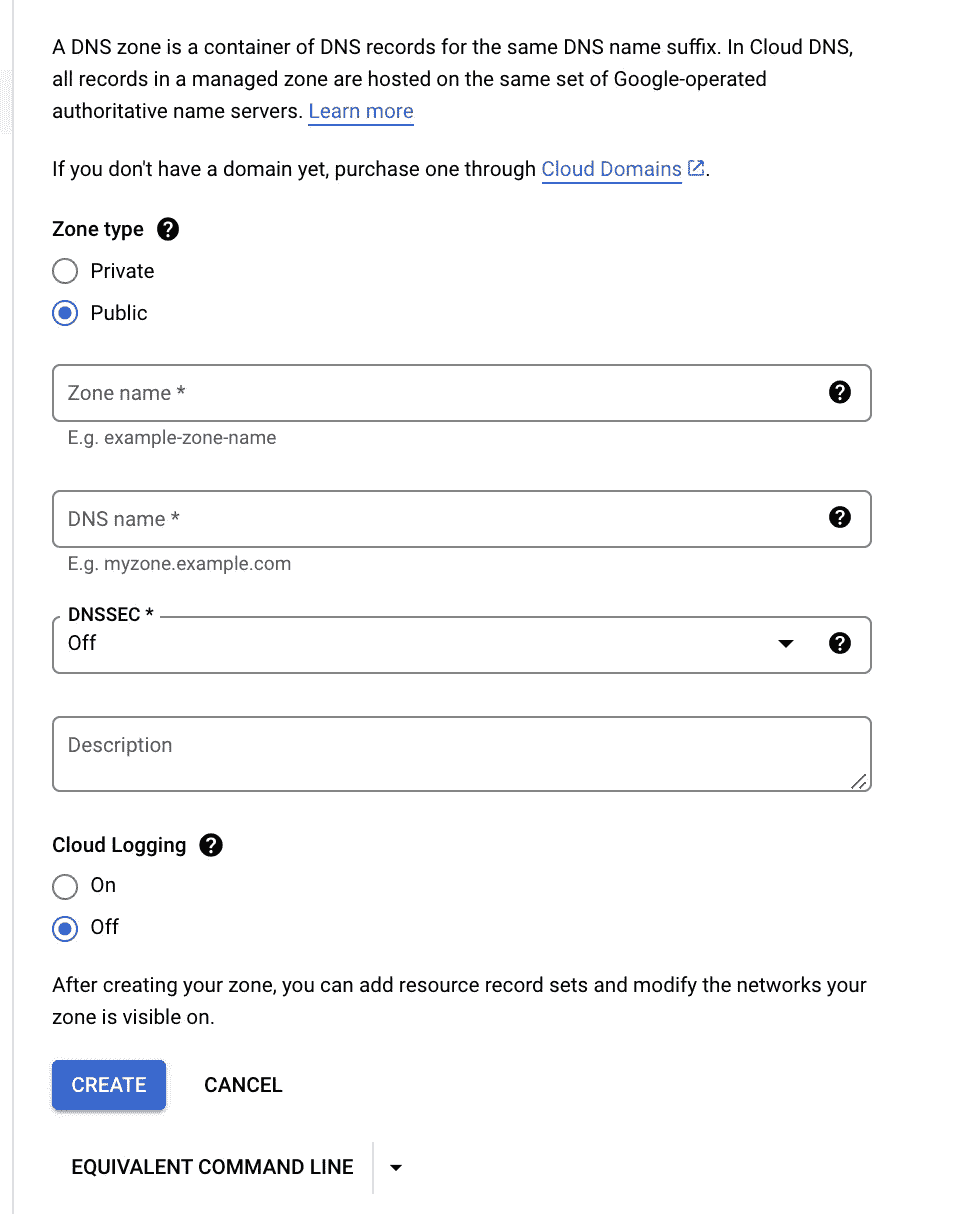 A DNS zone is a container of DNS records for the same DNS name suffix. In Cloud DNS,
all records in a managed zone are hosted on the same set of Google-operated
authoritative name servers. Learn more
If you don't have a domain yet, purchase one through Cloud Domains.
Zone type
Private
Public
Zone name *
E.g. example-zone-name
DNS name *
E.g. myzone.example.com
DNSSEC *
Off
Description
Cloud Logging
On
Off
After creating your zone, you can add resource record sets and modify the networks your
zone is visible on.
CREATE CANCEL
EQUIVALENT COMMAND LINE